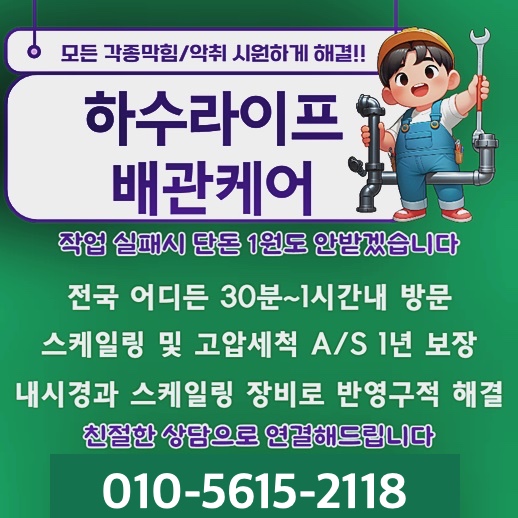 모든 각종막힘/악취 시원하게 해결!!
하수라이프
배관케어
작업 실패시 단돈 1원도 안받겠습니다
전국 어디든 30분~1시간내 방문
스케일링 및 고압세척 A/S 1년 보장
내시경과 스케일링 장비로 반영구적 해결
친절한 상담으로 연결해드립니다
010-5615-2118